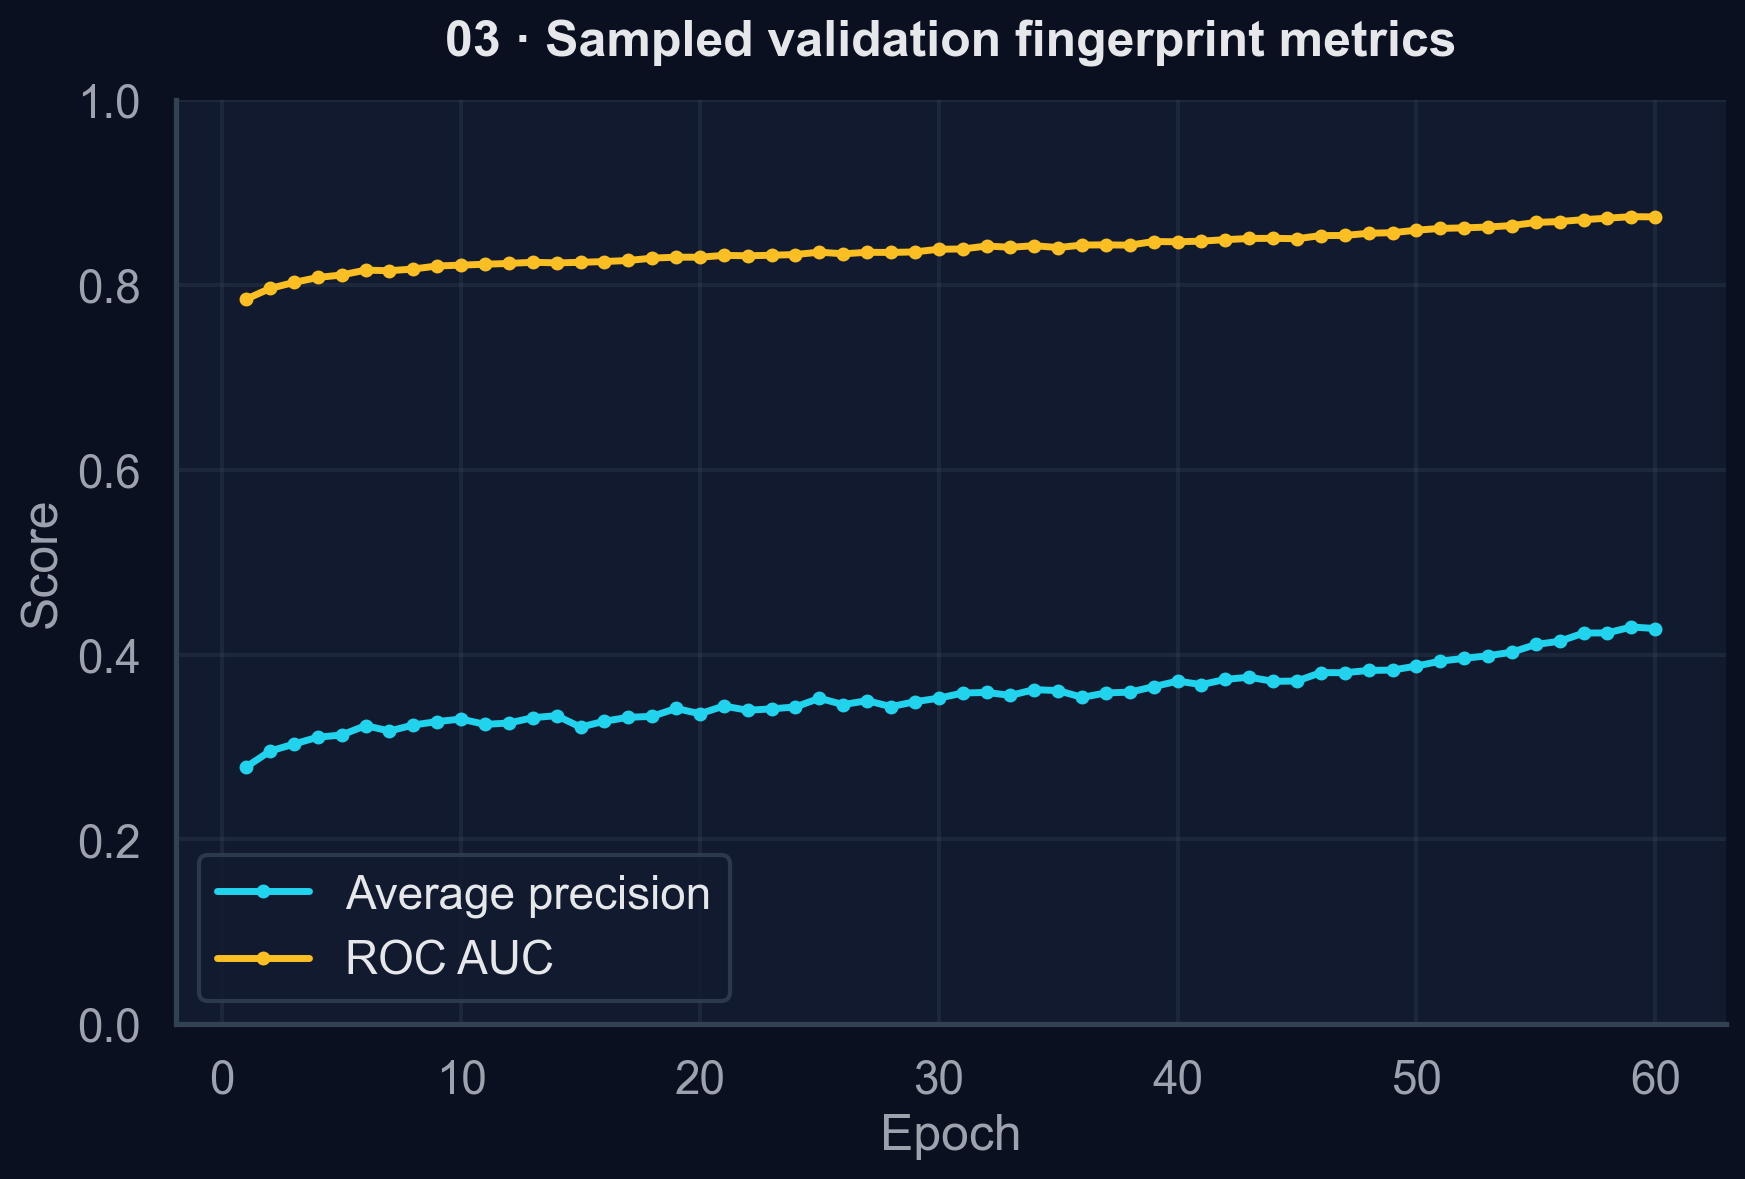 03 · Sampled validation fingerprint metrics
1.0
0.8
0.6
0.4
0.2
0.0
Score
Average precision
ROC AUC
0 10 20 30 40 50 60
Epoch